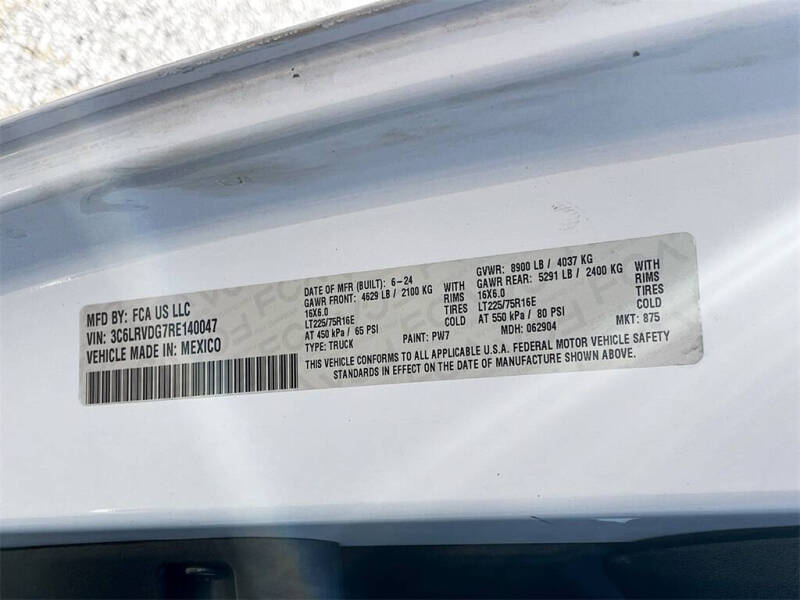 MFD BY: FCA US LLC
VIN: 3C6LRVDG7RE140047
VEHICLE MADE IN: MEXICO
DATE OF MFR (BUILT): 6-24
GAWR FRONT: 4629 LB / 2100 KG WITH
16X6.0 RIMS
LT225/75R16E TIRES
AT 450 kPa / 65 PSI COLD
TYPE: TRUCK PAINT: PW7
GVWR: 8900 LB / 4037 KG
GAWR REAR: 5291 LB / 2400 KG WITH
16X6.0 RIMS
LT225/75R16E TIRES
AT 550 kPa / 80 PSI COLD
MDH: 062904 MKT: 875
THIS VEHICLE CONFORMS TO ALL APPLICABLE U.S.A. FEDERAL MOTOR VEHICLE SAFETY
STANDARDS IN EFFECT ON THE DATE OF MANUFACTURE SHOWN ABOVE.